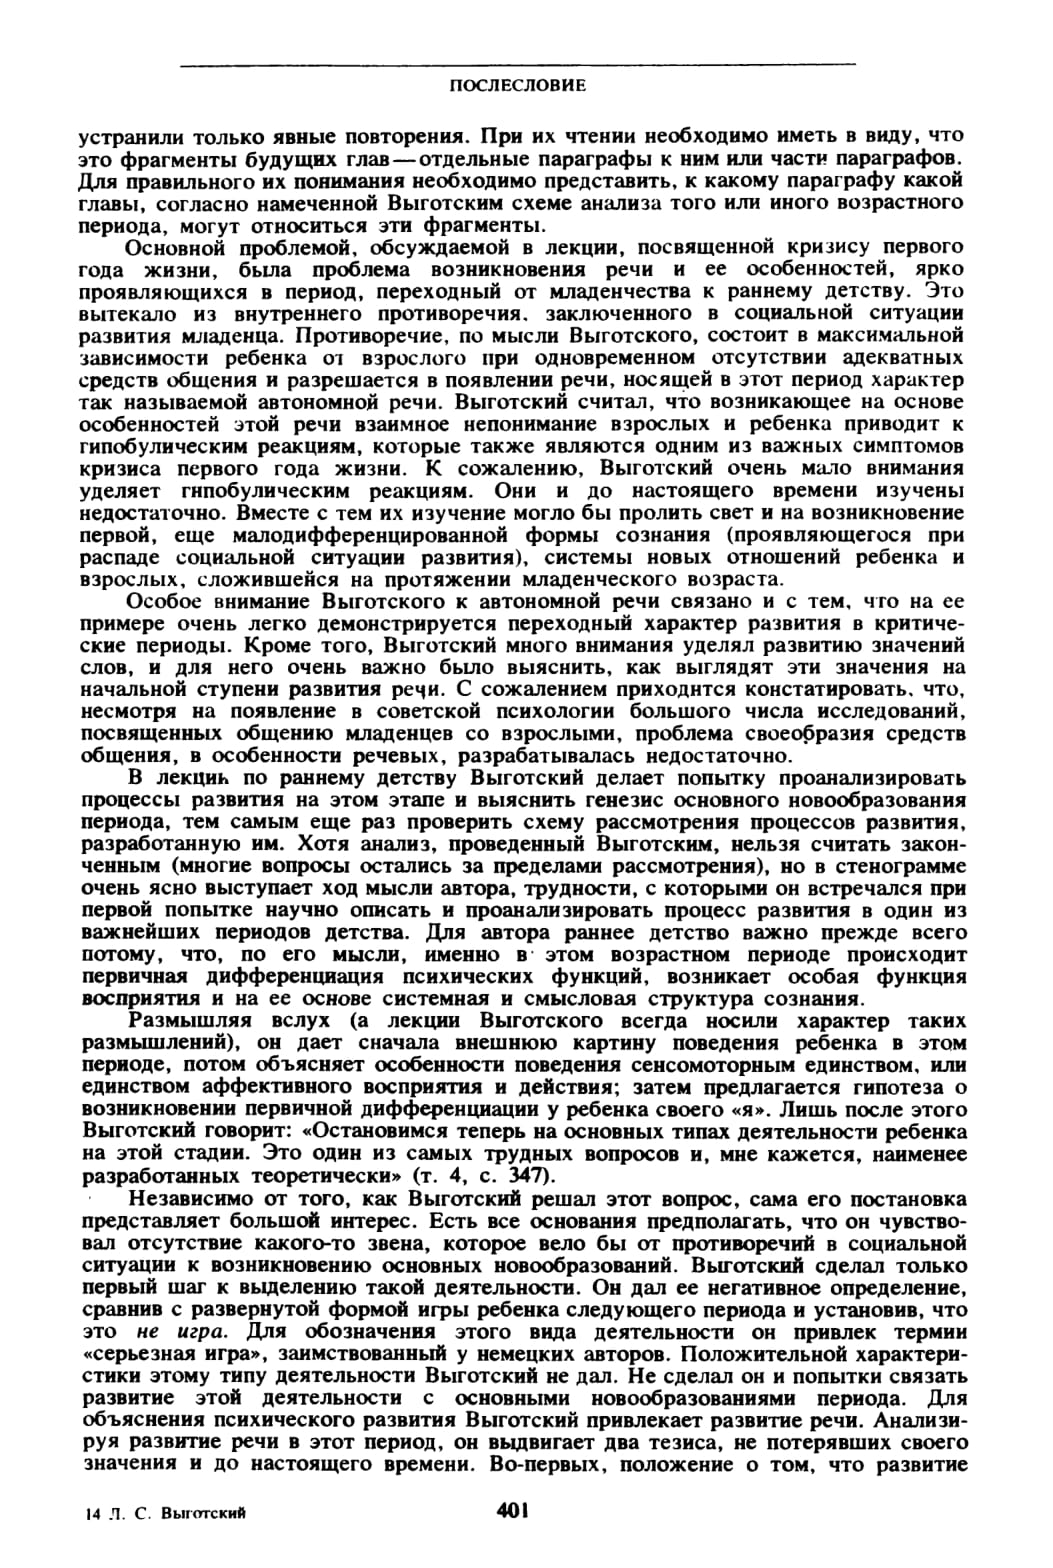 ПОСЛЕСЛОВИЕ
устранили только явные повторения. При их чтении необходимо иметь в виду, что
это фрагменты будущих глав—отдельные параграфы к ним или части параграфов.
Для правильного их понимания необходимо представить, к какому параграфу какой
главы, согласно намеченной Выготским схеме анализа того или иного возрастного
периода, могут относиться эти фрагменты.
Основной проблемой, обсуждаемой в лекции, посвященной кризису первого
года жизни, была проблема возникновения речи и ее особенностей, ярко
проявляющихся в период, переходный от младенчества к раннему детству. Это
вытекало из внутреннего противоречия, заключенного в социальной ситуации
развития младенца. Противоречие, по мысли Выготского, состоит в максимальной
зависимости ребенка от взрослого при одновременном отсутствии адекватных
средств общения и разрешается в появлении речи, носящей в этот период характер
так называемой автономной речи. Выготский считал, что возникающее на основе
особенностей этой речи взаимное непонимание взрослых и ребенка приводит к
гипобулическим реакциям, которые также являются одним из важных симптомов
кризиса первого года жизни. К сожалению, Выготский очень мало внимания
уделяет гнпобулическим реакциям. Они и до настоящего времени изучены
недостаточно. Вместе с тем их изучение могло бы пролить свет и на возникновение
первой, еще малодифференцированной формы сознания (проявляющегося при
распаде социальной ситуации развития), системы новых отношений ребенка и
взрослых, сложившейся на протяжении младенческого возраста.
Особое внимание Выготского к автономной речи связано и с тем, что на ее
примере очень легко демонстрируется переходный характер развития в критиче-
ские периоды. Кроме того, Выготский много внимания уделял развитию значений
слов, и для него очень важно было выяснить, как выглядят эти значения на
начальной ступени развития речи. С сожалением приходнтся констатировать, что,
несмотря на появление в советской психологии большого числа исследований,
посвященных общению младенцев со взрослыми, проблема своеобразия средств
общения, в особенности речевых, разрабатывалась недостаточно.
В лекции по раннему детству Выготский делает попытку проанализировать
процессы развития на этом этапе и выяснить генезис основного новообразования
периода, тем самым еще раз проверить схему рассмотрения процессов развития,
разработанную им. Хотя анализ, проведенный Выготским, нельзя считать закон-
ченным (многие вопросы остались за пределами рассмотрения), но в стенограмме
очень ясно выступает ход мысли автора, трудности, с которыми он встречался при
первой попытке научно описать и проанализировать процесс развития в один из
важнейших периодов детства. Для автора раннее детство важно прежде всего
потому, что, по его мысли, именно в этом возрастном периоде происходит
первичная дифференциация психических функций, возникает особая функция
восприятия и на ее основе системная и смысловая структура сознания.
Размышляя вслух (а лекции Выготского всегда носили характер таких
размышлений), он дает сначала внешнюю картину поведения ребенка в этом
периоде, потом объясняет особенности поведения сенсомоторным единством, или
единством аффективного восприятия и действия; затем предлагается гипотеза о
возникновении первичной дифференциации у ребенка своего «я». Лишь после этого
Выготский говорит: «Остановимся теперь на основных типах деятельности ребенка
на этой стадии. Это один из самых трудных вопросов и, мне кажется, наименее
разработанных теоретически» (т. 4, с. 347).
Независимо от того, как Выготский решал этот вопрос, сама его постановка
представляет большой интерес. Есть все основания предполагать, что он чувство-
вал отсутствие какого-то звена, которое вело бы от противоречий в социальной
ситуации к возникновению основных новообразований. Выготский сделал только
первый шаг к выделению такой деятельности. Он дал ее негативное определение,
сравнив с развернутой формой игры ребенка следующего периода и установив, что
это не игра. Для обозначения этого вида деятельности он привлек термин
«серьезная игра», заимствованный у немецких авторов. Положительной характери-
стики этому типу деятельности Выготский не дал. Не сделал он и попытки связать
развитие этой деятельности с основными новообразованиями периода. Для
объяснения психического развития Выготский привлекает развитие речи. Анализи-
руя развитие речи в этот период, он выдвигает два тезиса, не потерявших своего
значения и до настоящего времени. Во-первых, положение о том, что развитие
14 Л. С. Выготский
401